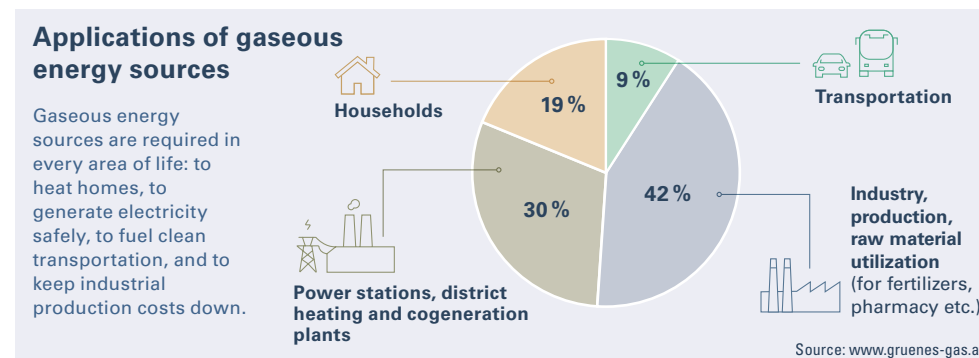 Applications of gaseous
energy sources
Gaseous energy
sources are required in
every area of life: to
heat homes, to
generate electricity
safely, to fuel clean
transportation, and to
keep industrial
production costs down.
Households
19 %
9 %
Transportation
30 %
42 %
Power stations, district
heating and cogeneration
plants
Industry,
production,
raw material
utilization
(for fertilizers,
pharmacy etc.)
Source: www.gruenes-gas.a